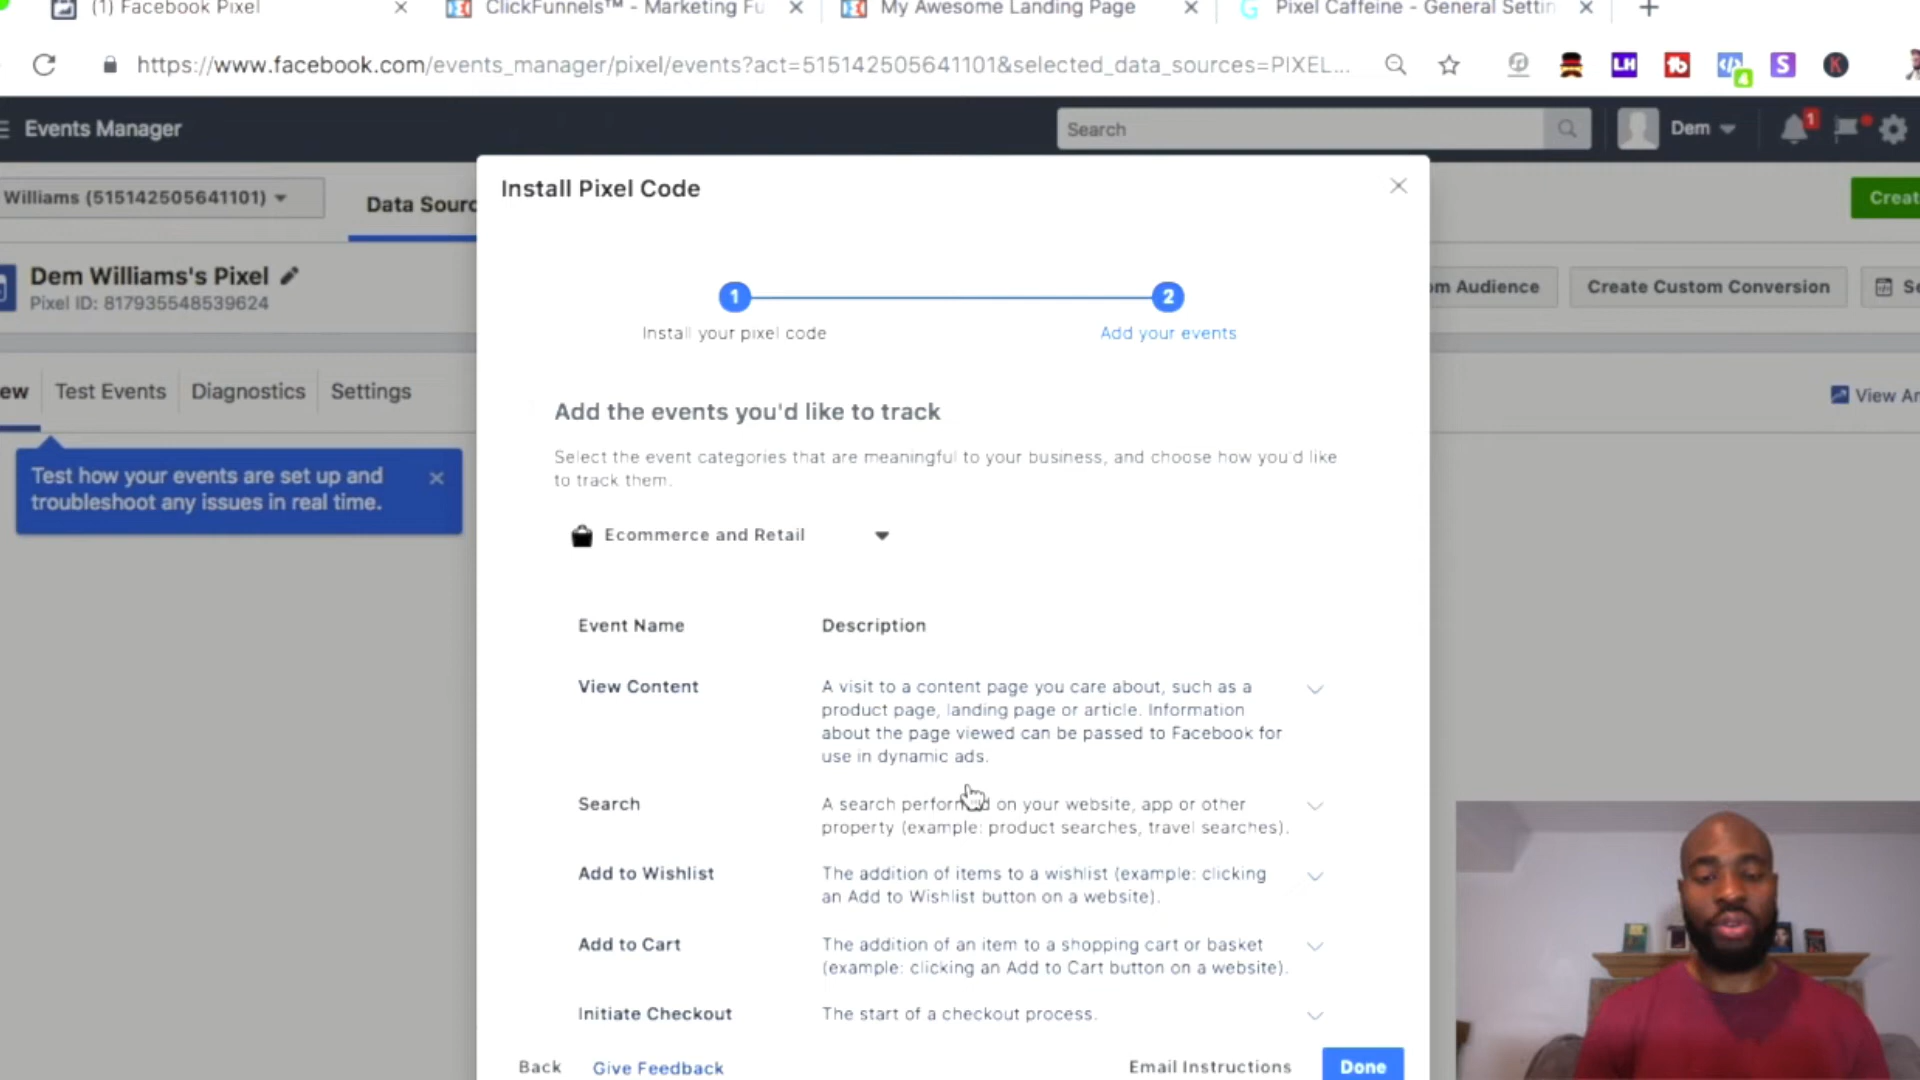 (1) Facebook Pixel
ClickFunnels™ - Marketing Fu
My Awesome Landing Page
Pixel Caffeine - General Settin
https://www.facebook.com/events_manager/pixel/events?act=515142505641101&selected_data_sources=PIXEL...
LH
tb
4
S
K
Events Manager
Search
Dem
1
Williams (515142505641101)
Data Sourc
Creat
Install Pixel Code
Dem Williams's Pixel
Pixel ID: 817935548539624
om Audience
Create Custom Conversion
Se
1
2
Install your pixel code
Add your events
ew
Test Events
Diagnostics
Settings
View An
Add the events you'd like to track
Select the event categories that are meaningful to your business, and choose how you'd like
to track them.
Test how your events are set up and
troubleshoot any issues in real time.
Ecommerce and Retail
Event Name
Description
View Content
A visit to a content page you care about, such as a
product page, landing page or article. Information
about the page viewed can be passed to Facebook for
use in dynamic ads.
Search
A search performed on your website, app or other
property (example: product searches, travel searches).
Add to Wishlist
The addition of items to a wishlist (example: clicking
an Add to Wishlist button on a website).
Add to Cart
The addition of an item to a shopping cart or basket
(example: clicking an Add to Cart button on a website).
Initiate Checkout
The start of a checkout process.
Back
Give Feedback
Email Instructions
Done